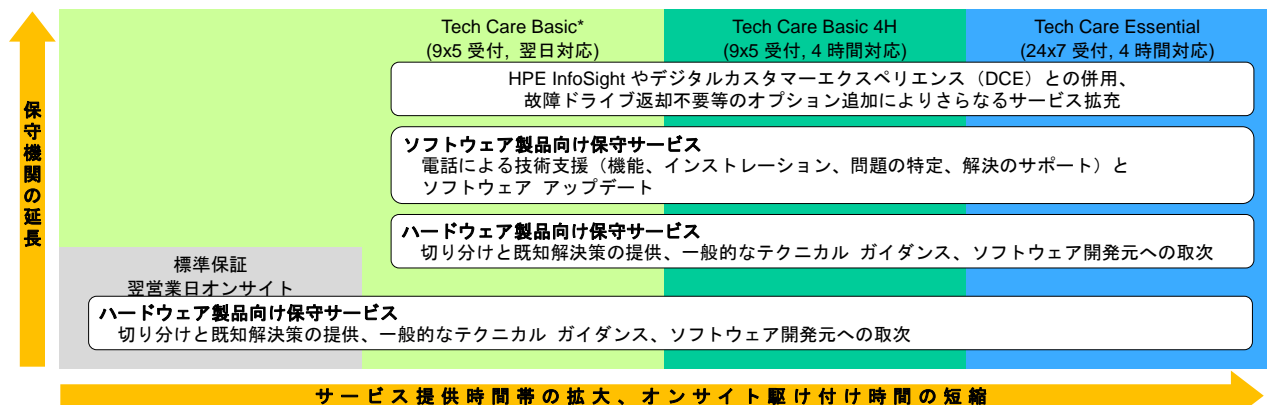 Tech Care Basic*
(9x5 受付, 翌日対応)
Tech Care Basic 4H
(9x5 受付, 4 時間対応)
Tech Care Essential
(24x7 受付, 4 時間対応)
HPE InfoSight やデジタルカスタマーエクスペリエンス（DCE）との併用、
故障ドライブ返却不要等のオプション追加によりさらなるサービス拡充
保守機関の延長
ソフトウェア製品向け保守サービス
電話による技術支援（機能、インストレーション、問題の特定、解決のサポート）と
ソフトウェア アップデート
ハードウェア製品向け保守サービス
切り分けと既知解決策の提供、一般的なテクニカル ガイダンス、ソフトウェア開発元への取次
標準保証
翌営業日オンサイト
ハードウェア製品向け保守サービス
切り分けと既知解決策の提供、一般的なテクニカル ガイダンス、ソフトウェア開発元への取次
サービス提供時間帯の拡大、オンサイト駆け付け時間の短縮